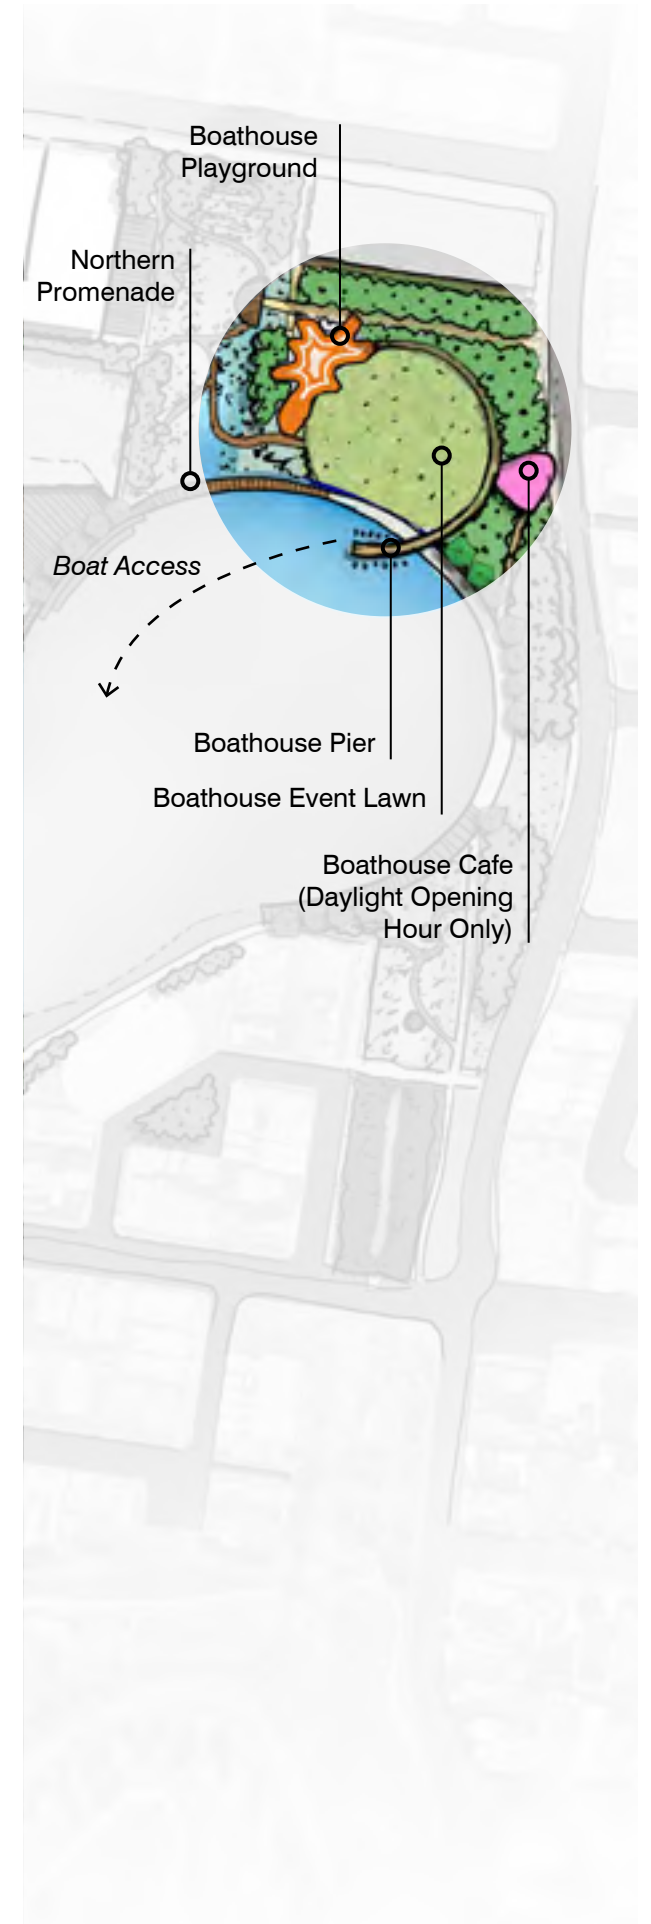 Boathouse
Playground
Northern
Promenade
Boat Access
Boathouse Pier
Boathouse Event Lawn
Boathouse Cafe
(Daylight Opening
Hour Only)